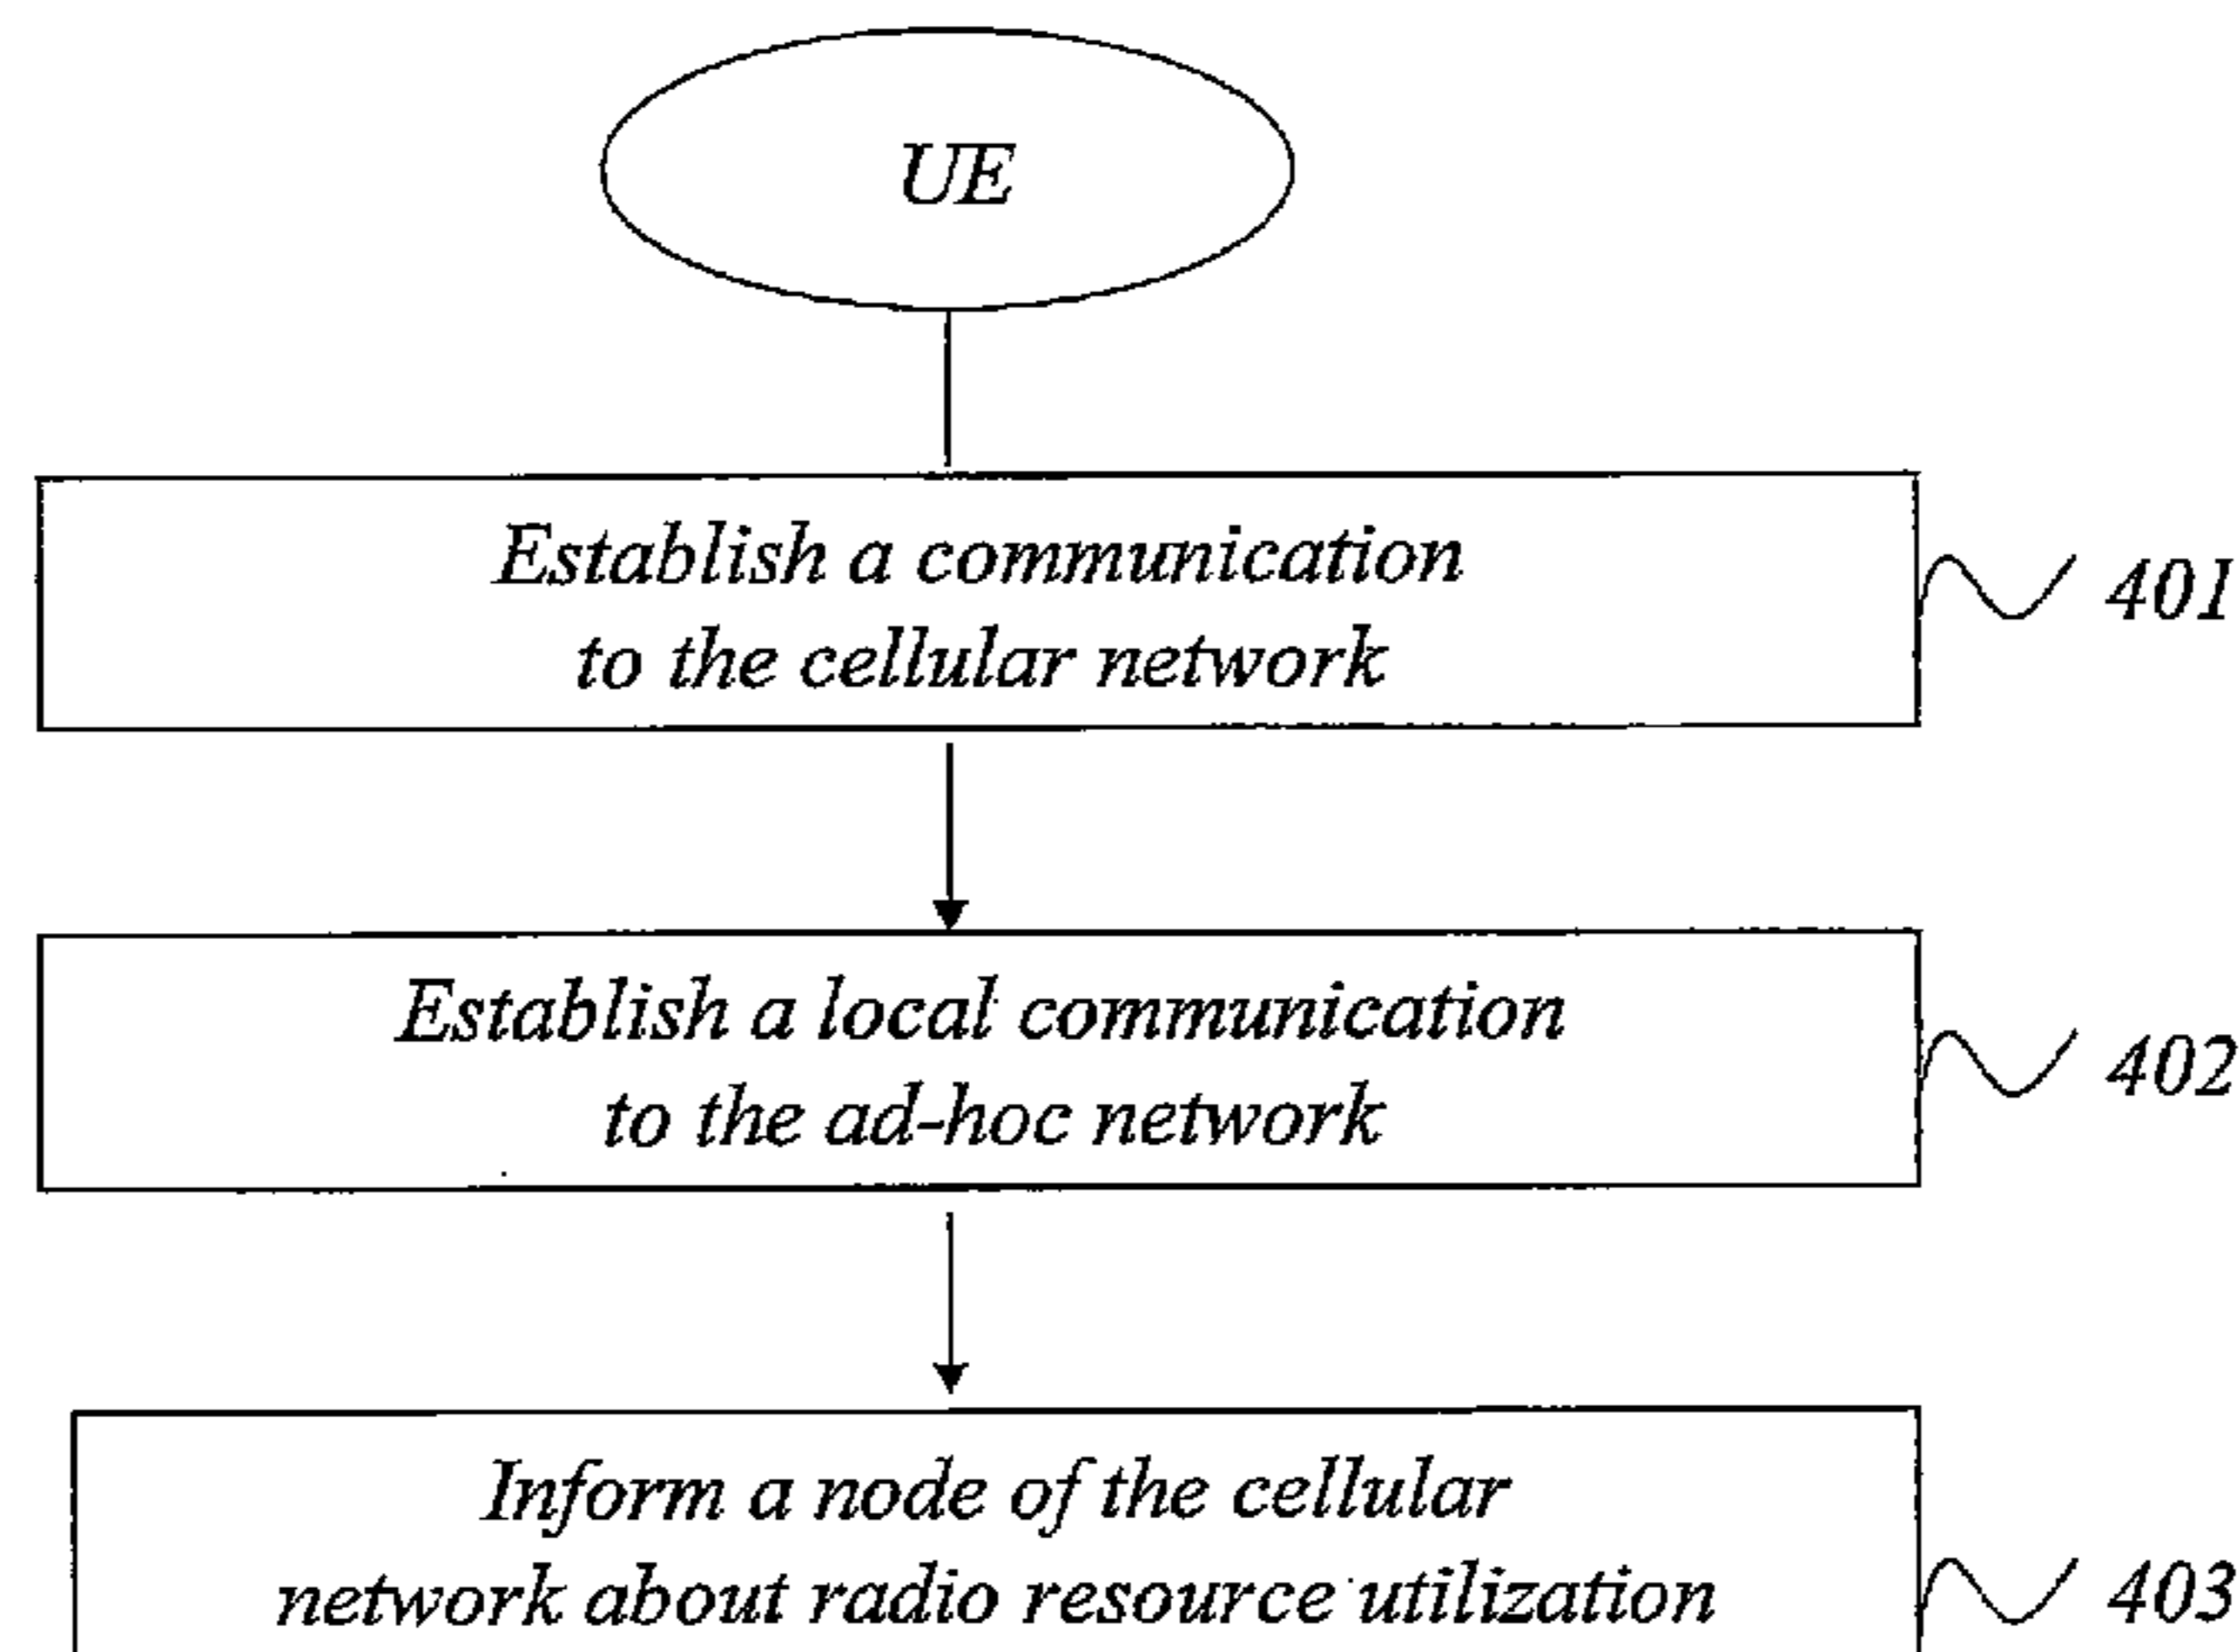 UE
Establish a communication
to the cellular network
401
Establish a local communication
to the ad-hoc network
402
Inform a node of the cellular
network about radio resource utilization
403